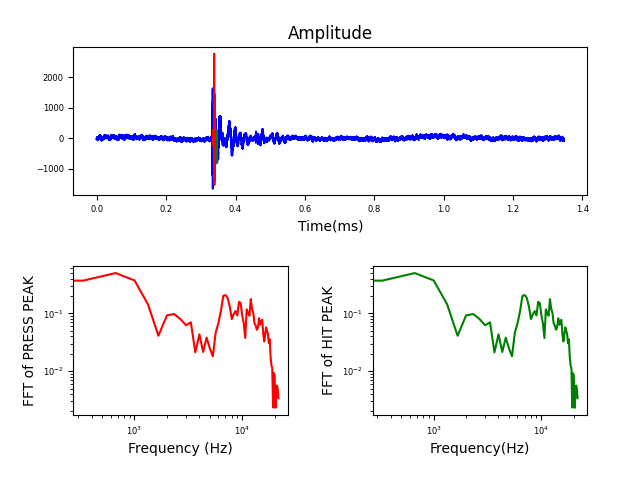 Amplitude
2000
1000
0
−1000
0.0 0.2 0.4 0.6 0.8 1.0 1.2 1.4
Time(ms)
FFT of PRESS PEAK
10⁻¹
10⁻²
10³ 10⁴
Frequency (Hz)
FFT of HIT PEAK
10⁻¹
10⁻²
10³ 10⁴
Frequency(Hz)